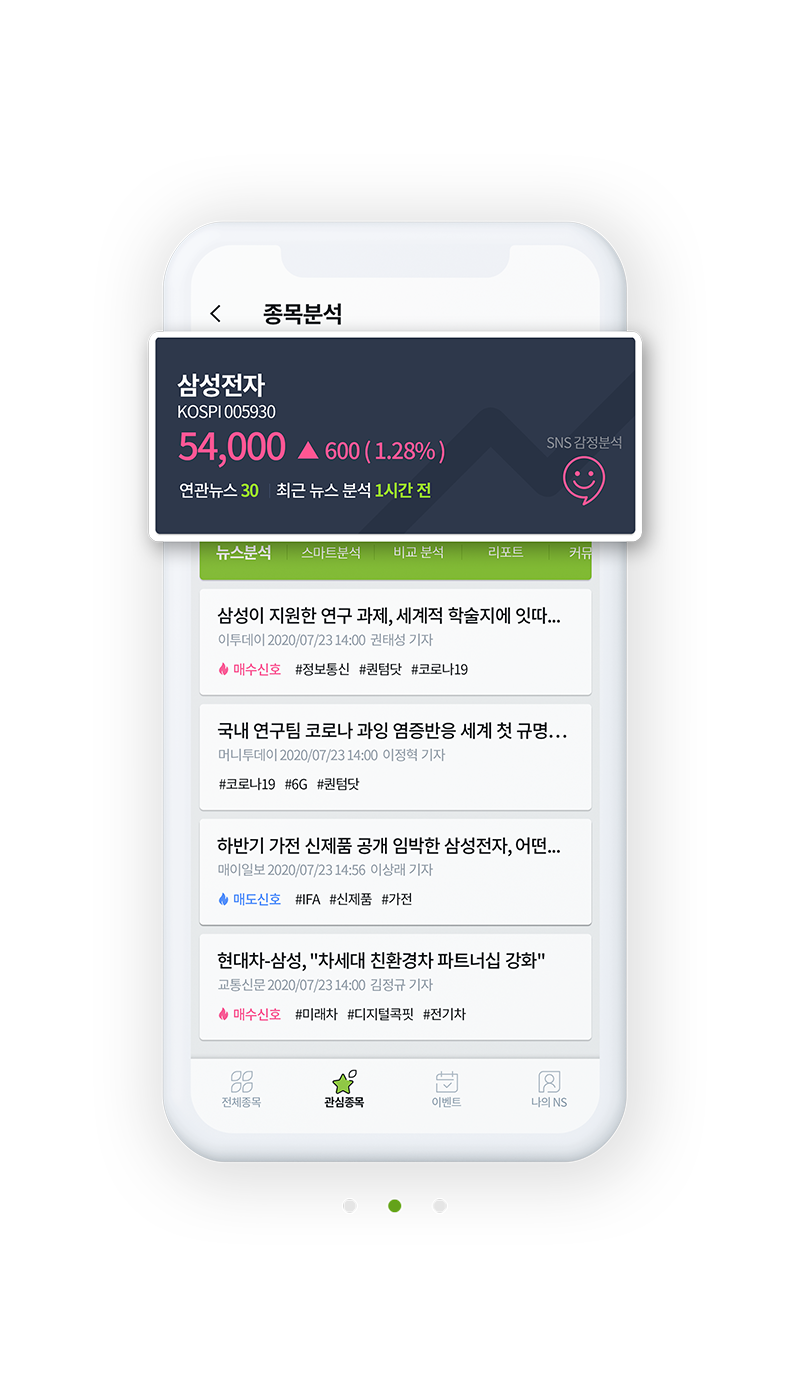 종목분석
삼성전자
KOSPI 005930
54,000 ▲ 600 ( 1.28% )
SNS 감정분석
연관뉴스 30 | 최근 뉴스 분석 1시간 전
뉴스분석 | 스마트분석 | 비교 분석 | 리포트 | 커뮤
삼성이 지원한 연구 과제, 세계적 학술지에 잇따...
이투데이 2020/07/23 14:00 권태성 기자
매수신호 #정보통신 #퀀텀닷 #코로나19
국내 연구팀 코로나 과잉 염증반응 세계 첫 규명...
머니투데이 2020/07/23 14:00 이정혁 기자
#코로나19 #6G #퀀텀닷
하반기 가전 신제품 공개 임박한 삼성전자, 어떤...
매이일보 2020/07/23 14:56 이상래 기자
매도신호 #IFA #신제품 #가전
현대차-삼성, "차세대 친환경차 파트너십 강화"
교통신문 2020/07/23 14:00 김정규 기자
매수신호 #미래차 #디지털콕핏 #전기차
전체종목 관심종목 이벤트 나의 NS